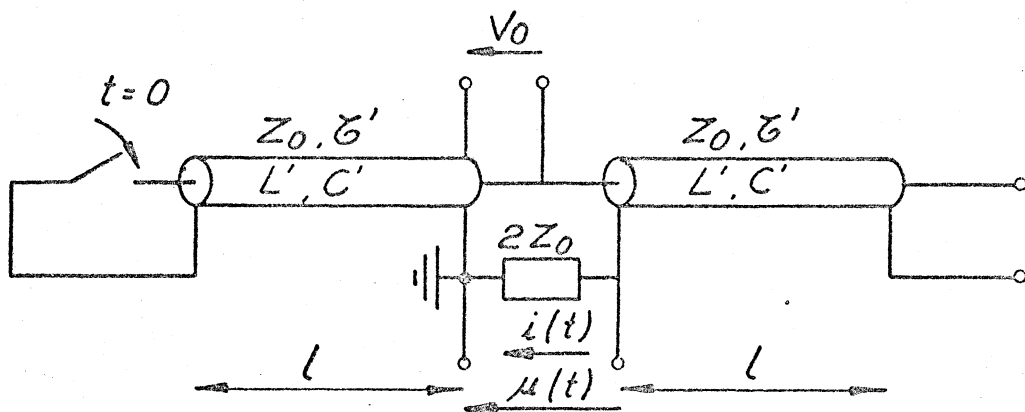 V0
t=0
Z0, τ'
L', C'
Z0, τ'
L', C'
2Z0
i(t)
μ(t)
l
l